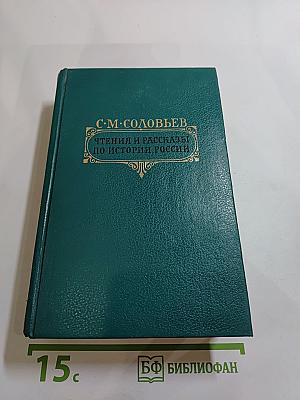 С·М·СОЛОВЬЕВ
ЧТЕНИЯ И РАССКАЗЫ
ПО ИСТОРИИ РОССИИ
15с
БФ БИБЛИОФАН